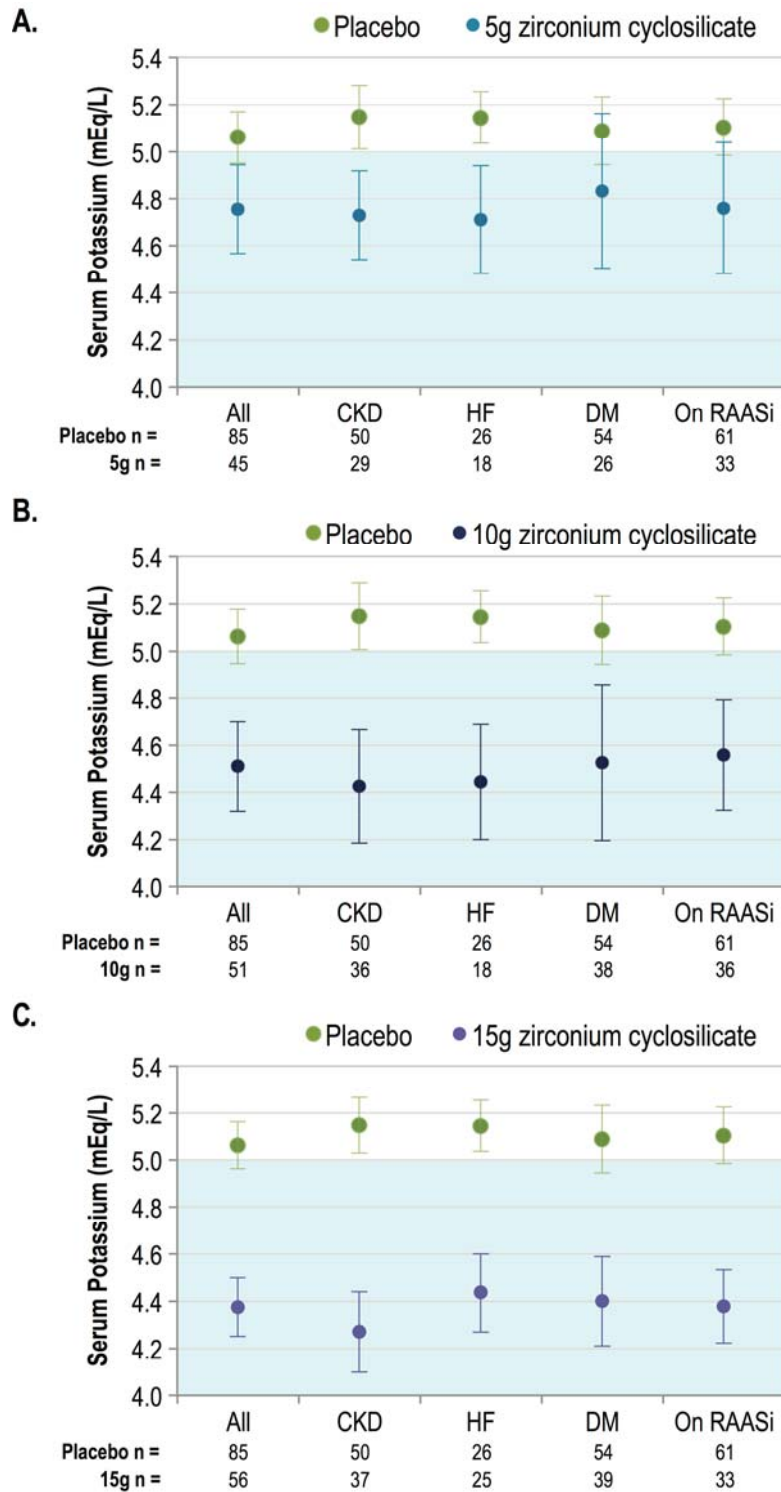 A.
Placebo 5g zirconium cyclosilicate
Serum Potassium (mEq/L)
5.4
5.2
5.0
4.8
4.6
4.4
4.2
4.0
All CKD HF DM On RAASi
Placebo n = 85 50 26 54 61
5g n = 45 29 18 26 33
B.
Placebo 10g zirconium cyclosilicate
Serum Potassium (mEq/L)
5.4
5.2
5.0
4.8
4.6
4.4
4.2
4.0
All CKD HF DM On RAASi
Placebo n = 85 50 26 54 61
10g n = 51 36 18 38 36
C.
Placebo 15g zirconium cyclosilicate
Serum Potassium (mEq/L)
5.4
5.2
5.0
4.8
4.6
4.4
4.2
4.0
All CKD HF DM On RAASi
Placebo n = 85 50 26 54 61
15g n = 56 37 25 39 33